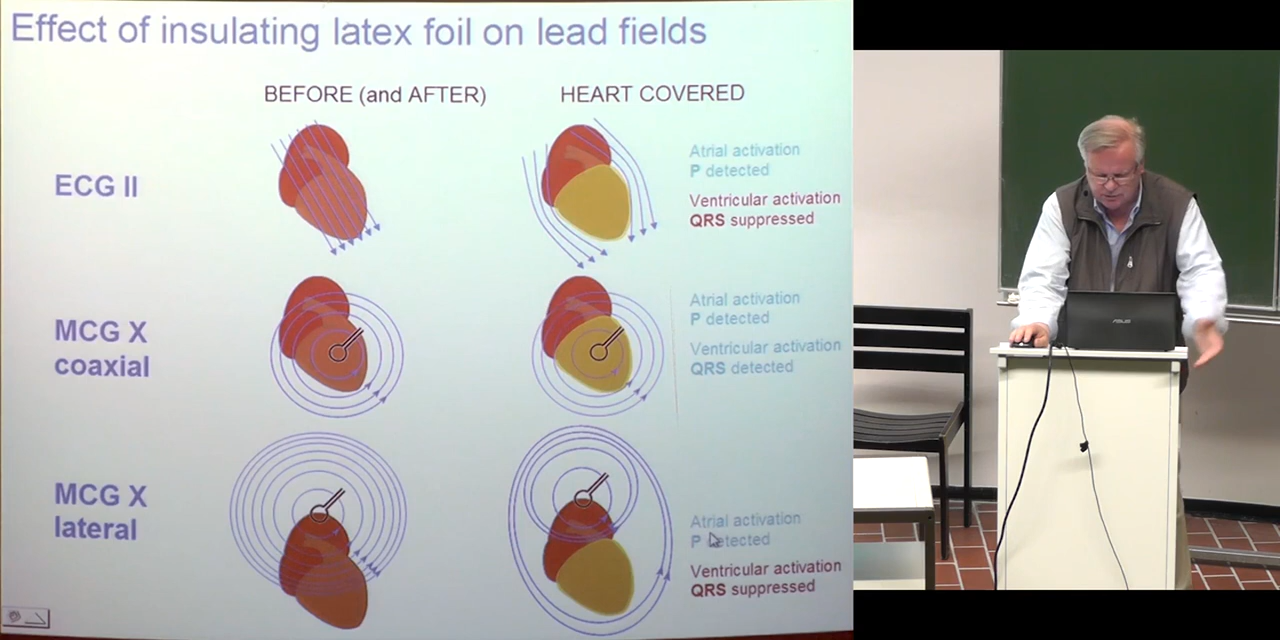 Effect of insulating latex foil on lead fields
BEFORE (and AFTER)
HEART COVERED
ECG II
Atrial activation
P detected
Ventricular activation
QRS suppressed
MCG X
coaxial
Atrial activation
P detected
Ventricular activation
QRS detected
MCG X
lateral
Atrial activation
P detected
Ventricular activation
QRS suppressed
ASUS